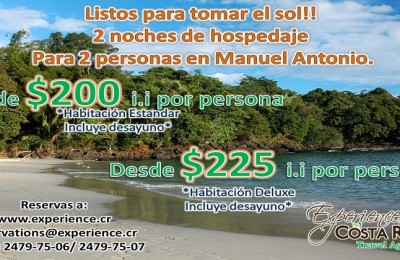 Listos para tomar el sol!!
2 noches de hospedaje
Para 2 personas en Manuel Antonio.
de $200 i.i por persona
*Habitación Estandar
Incluye desayuno*
Desde $225 i.i por pers
*Habitación Deluxe
Incluye desayuno*
Reservas a:
www.experience.cr
rvations@experience.cr
2479-75-06/ 2479-75-07
Experience
COSTA R
Travel Ag